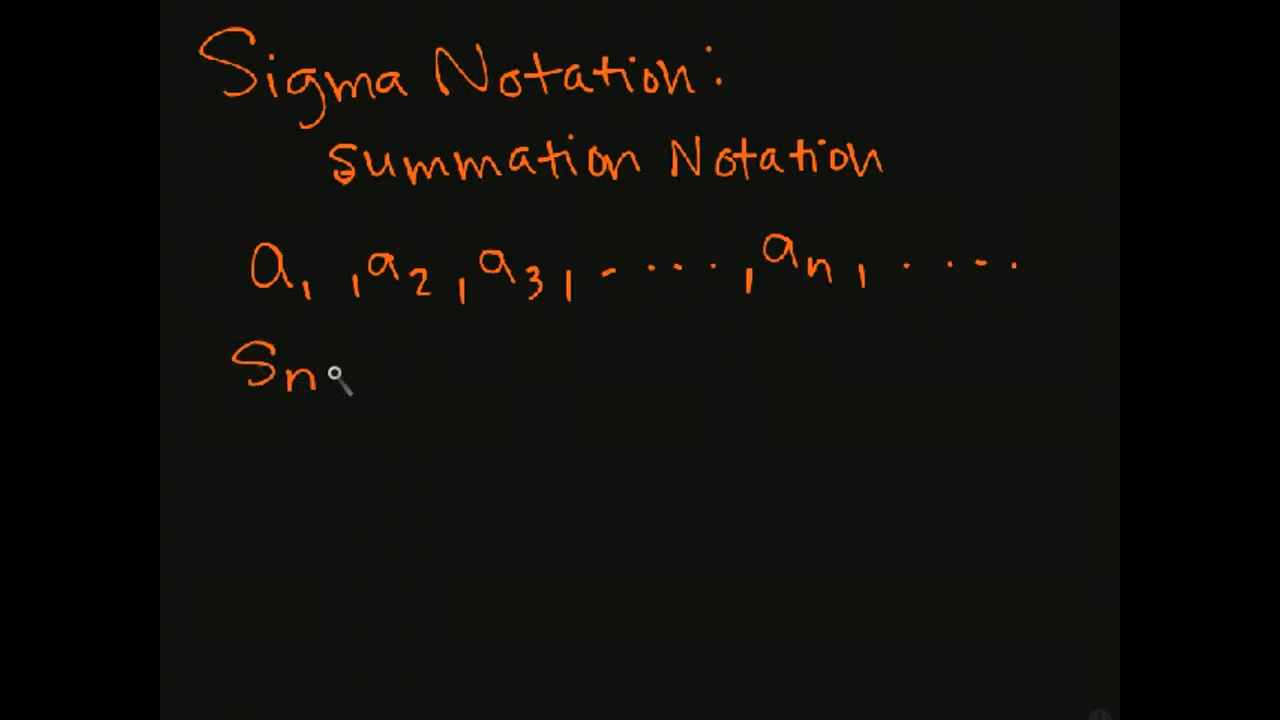 Sigma Notation:
Summation Notation
a₁, a₂, a₃, ....., aₙ, ....
Sₙ